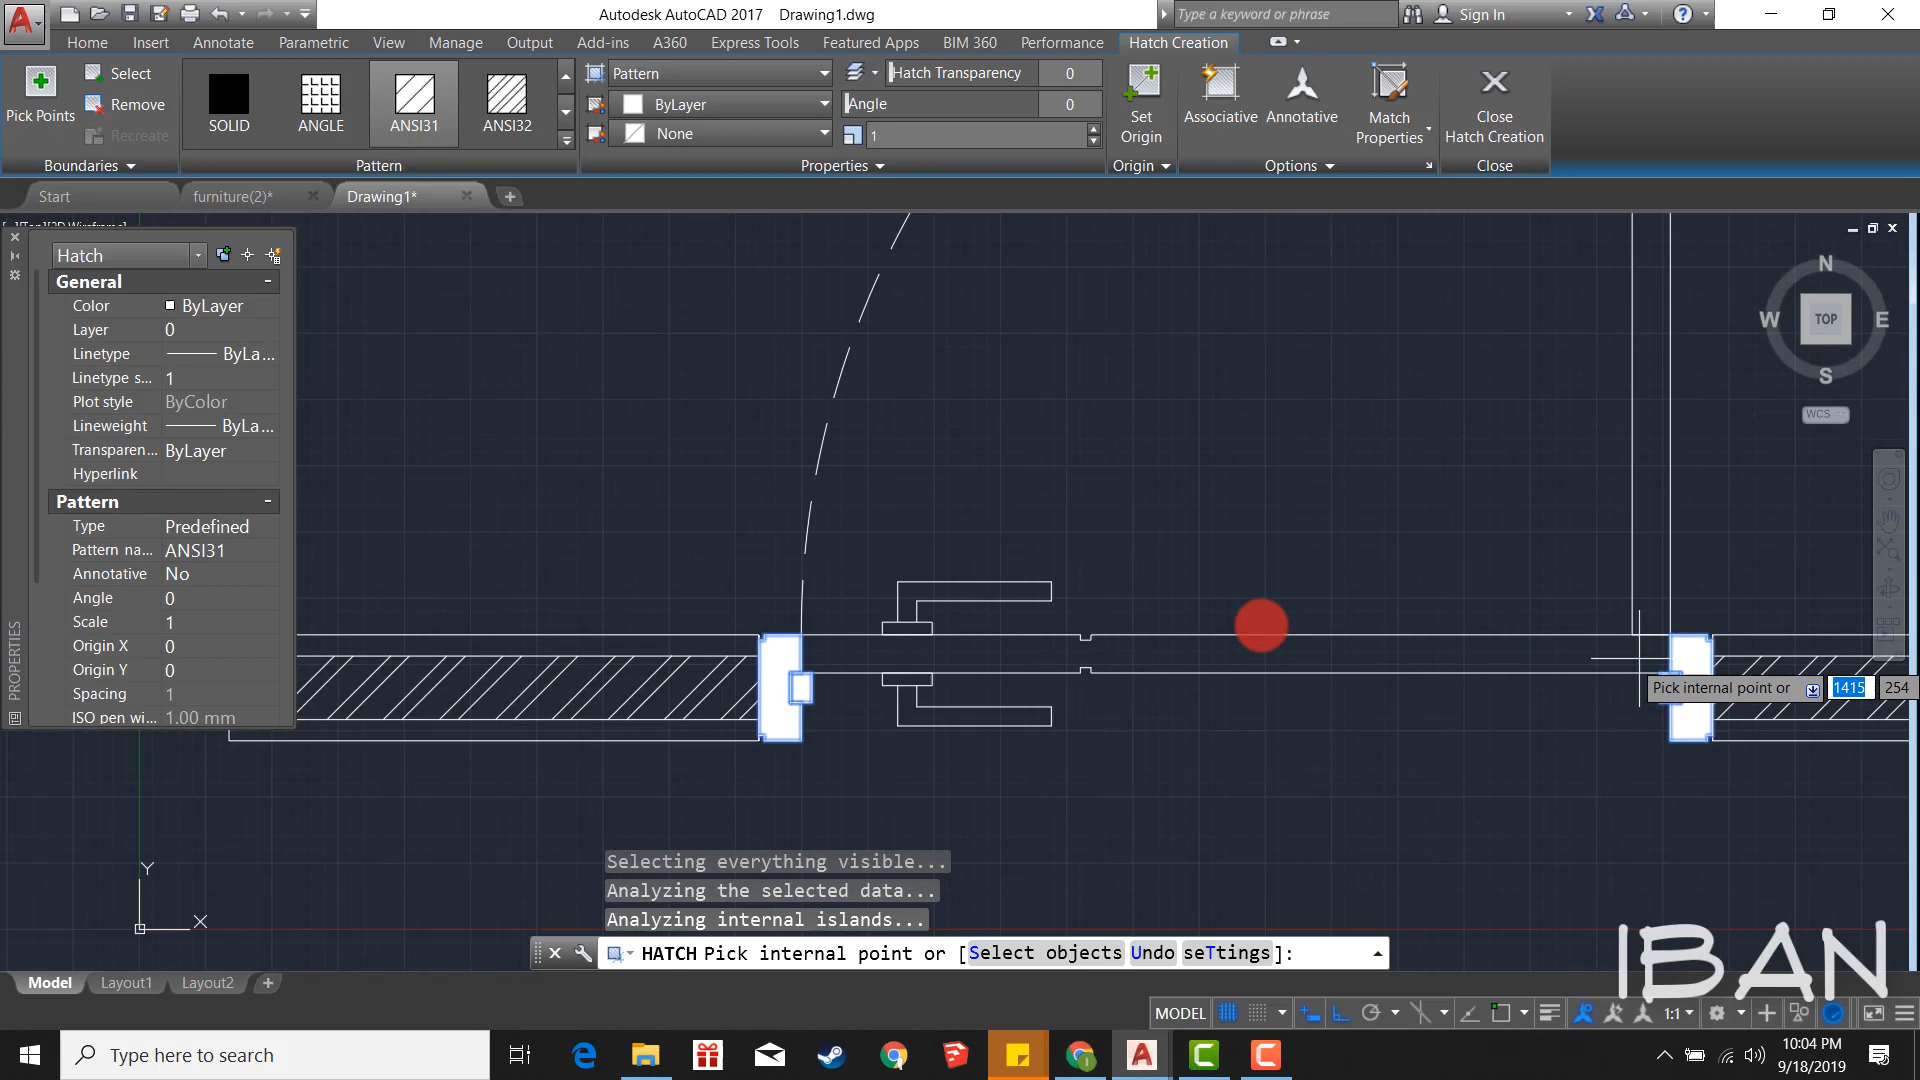 Autodesk AutoCAD 2017 Drawing1.dwg
Type a keyword or phrase
Sign In
Home Insert Annotate Parametric View Manage Output Add-ins A360 Express Tools Featured Apps BIM 360 Performance Hatch Creation
Pick Points
Select
Remove
Recreate
Boundaries
SOLID
ANGLE
ANSI31
ANSI32
Pattern
Pattern
ByLayer
None
Hatch Transparency 0
Angle 0
1
Properties
Set
Origin
Origin
Associative
Annotative
Match
Properties
Options
Close
Hatch Creation
Close
Start furniture(2)* Drawing1*
Hatch
General
Color ByLayer
Layer 0
Linetype ByLa...
Linetype s... 1
Plot style ByColor
Lineweight ByLa...
Transparen... ByLayer
Hyperlink
Pattern
Type Predefined
Pattern na... ANSI31
Annotative No
Angle 0
Scale 1
Origin X 0
Origin Y 0
Spacing 1
ISO pen wi... 1.00 mm
PROPERTIES
N
W TOP E
S
WCS
Pick internal point or 1415 254
Y
X
Selecting everything visible...
Analyzing the selected data...
Analyzing internal islands...
HATCH Pick internal point or [Select objects Undo seTtings]:
IBAN
Model Layout1 Layout2
MODEL 1:1
Type here to search
10:04 PM
9/18/2019